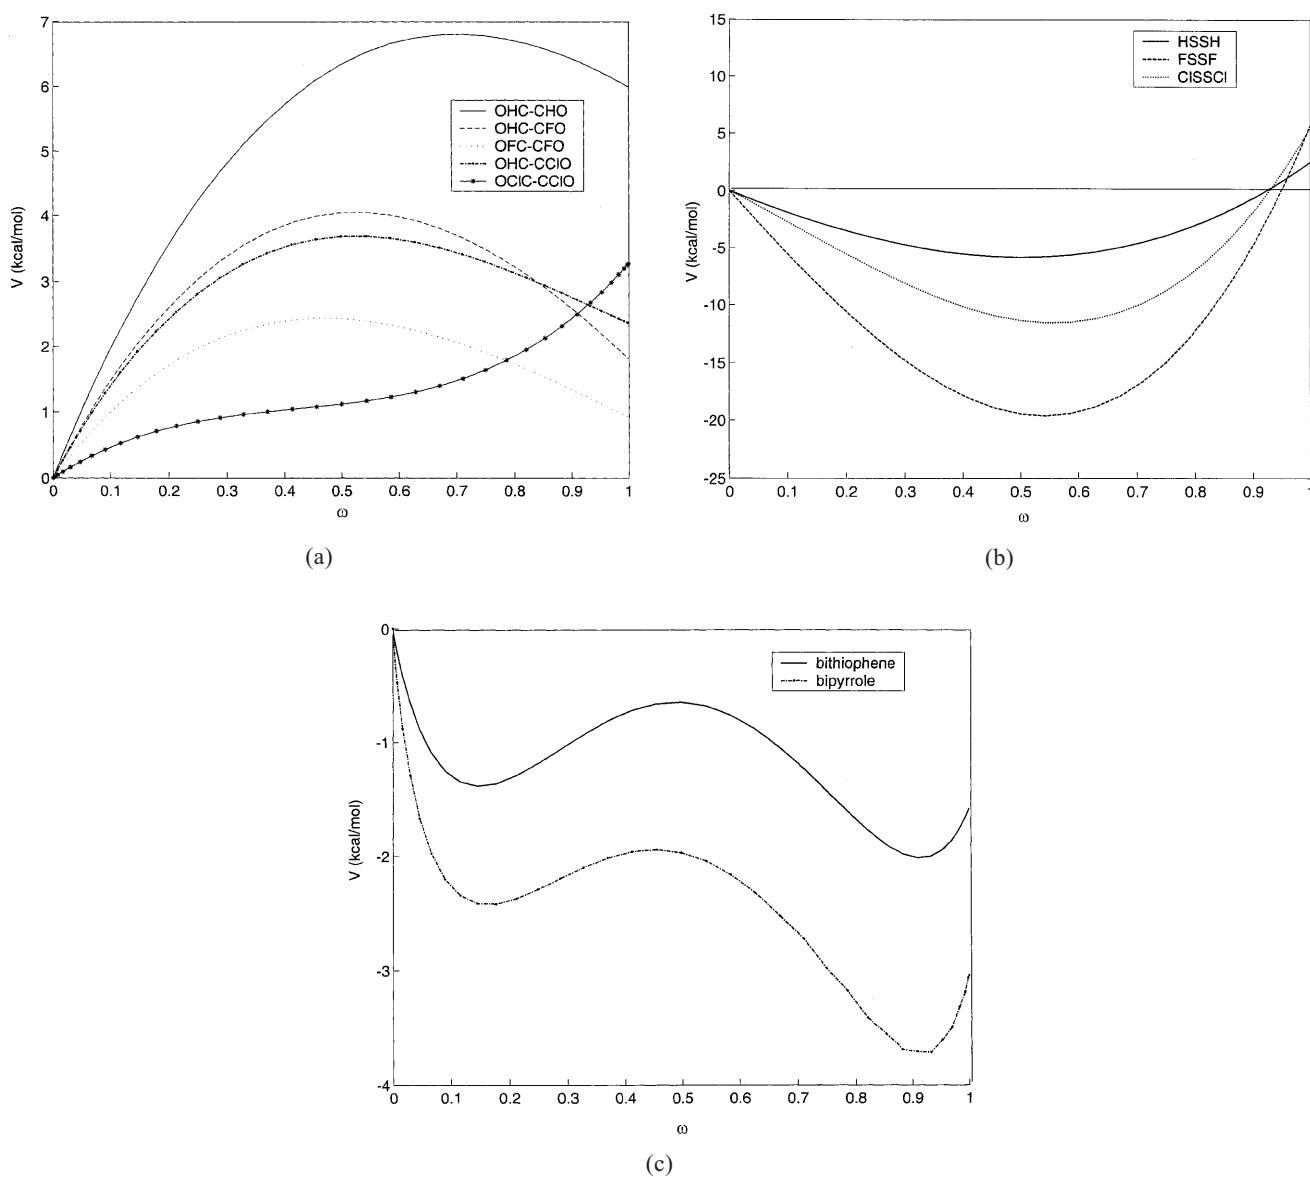 7
6
5
4
3
2
1
0
V (kcal/mol)
OHC-CHO
OHC-CFO
OFC-CFO
OHC-CClO
OClC-CClO
0 0.1 0.2 0.3 0.4 0.5 0.6 0.7 0.8 0.9 1
ω
(a)
15
10
5
0
-5
-10
-15
-20
-25
V (kcal/mol)
HSSH
FSSF
ClSSCl
0 0.1 0.2 0.3 0.4 0.5 0.6 0.7 0.8 0.9 1
ω
(b)
0
-1
-2
-3
-4
V (kcal/mol)
bithiophene
bipyrrole
0 0.1 0.2 0.3 0.4 0.5 0.6 0.7 0.8 0.9 1
ω
(c)